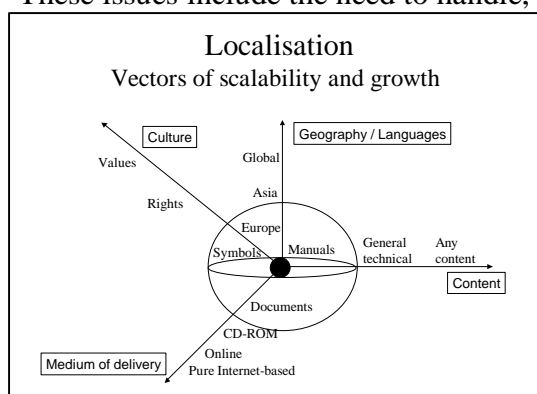 These issues include the need to handle,
Localisation
Vectors of scalability and growth
Culture
Geography / Languages
Values
Global
Rights
Asia
Europe
Symbols
Manuals
General technical
Any content
Content
Documents
CD-ROM
Online
Medium of delivery
Pure Internet-based